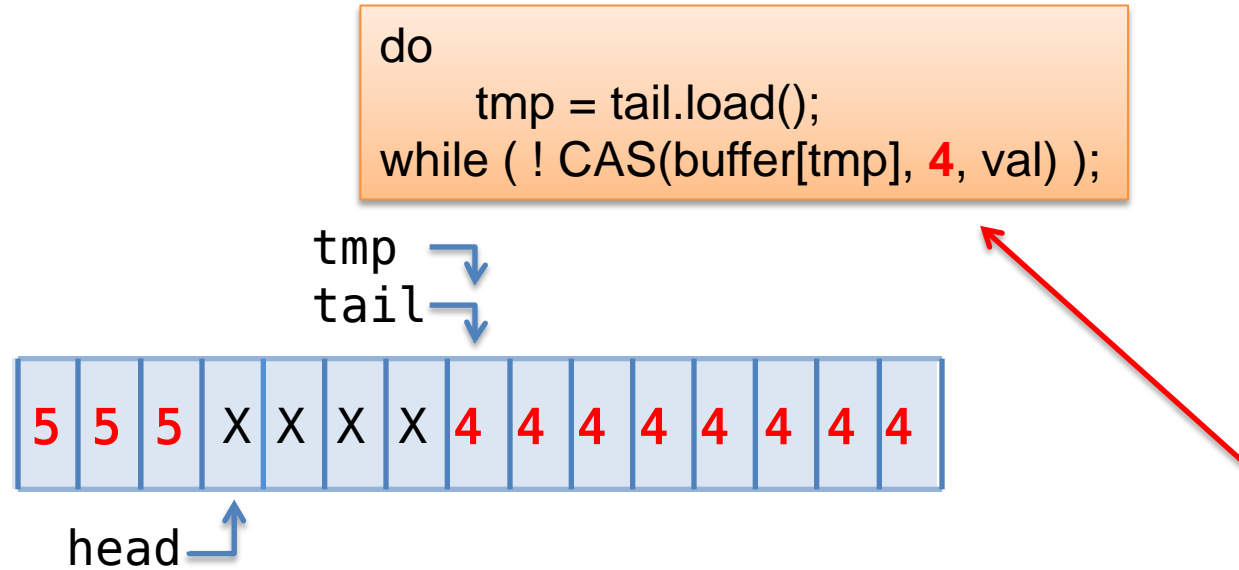 do
tmp = tail.load();
while ( ! CAS(buffer[tmp], 4, val) );
tmp
tail
5 5 5 X X X X 4 4 4 4 4 4 4 4
head